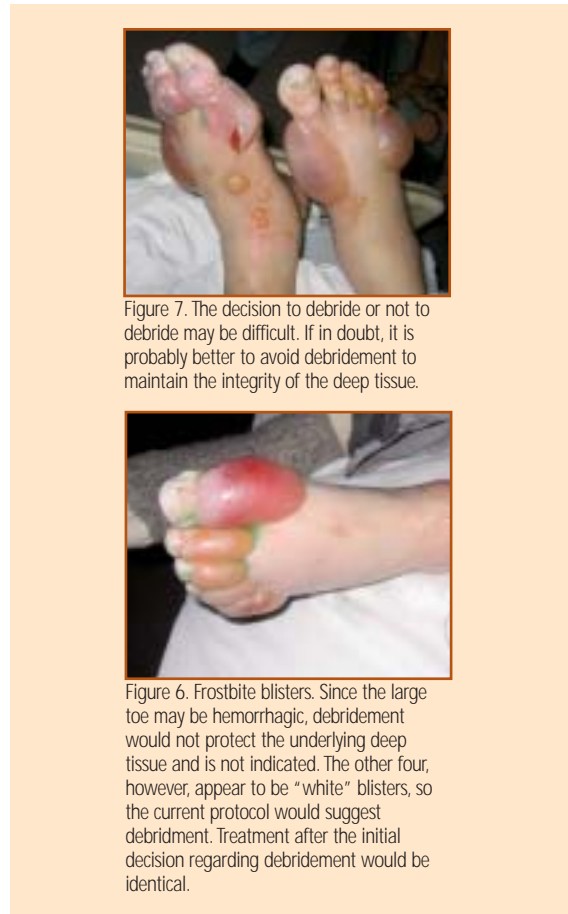 Figure 7. The decision to debride or not to
debride may be difficult. If in doubt, it is
probably better to avoid debridement to
maintain the integrity of the deep tissue.
Figure 6. Frostbite blisters. Since the large
toe may be hemorrhagic, debridement
would not protect the underlying deep
tissue and is not indicated. The other four,
however, appear to be “white” blisters, so
the current protocol would suggest
debridment. Treatment after the initial
decision regarding debridement would be
identical.